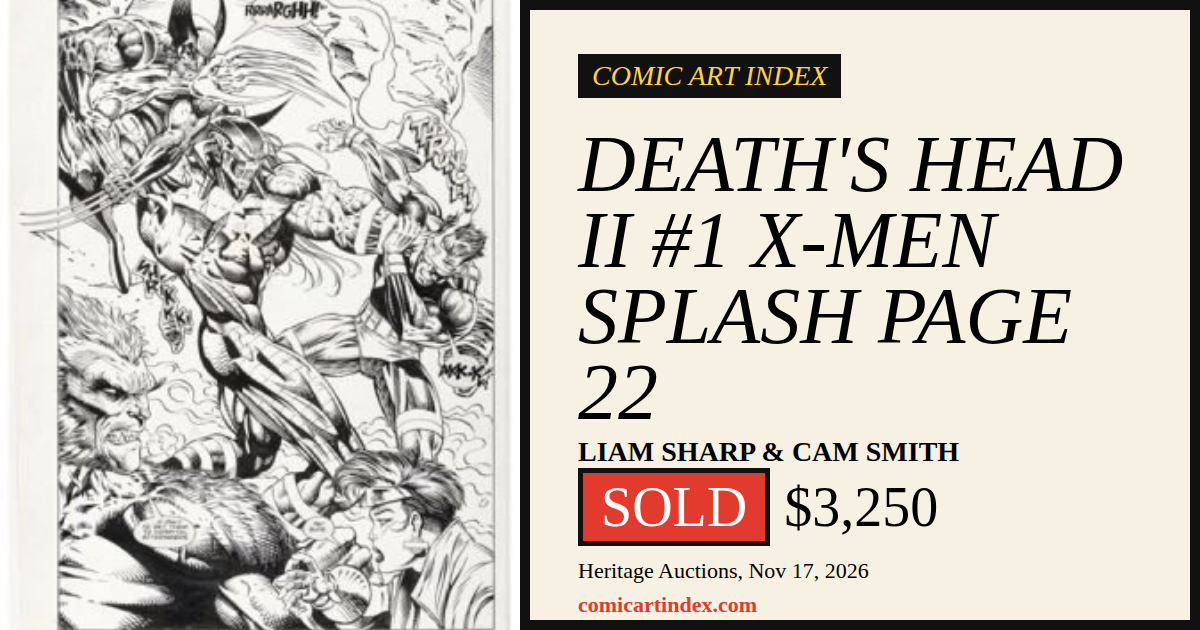 RRRARGHH!
COMIC ART INDEX
DEATH'S HEAD
II #1 X-MEN
SPLASH PAGE
22
LIAM SHARP & CAM SMITH
SOLD $3,250
Heritage Auctions, Nov 17, 2026
comicartindex.com